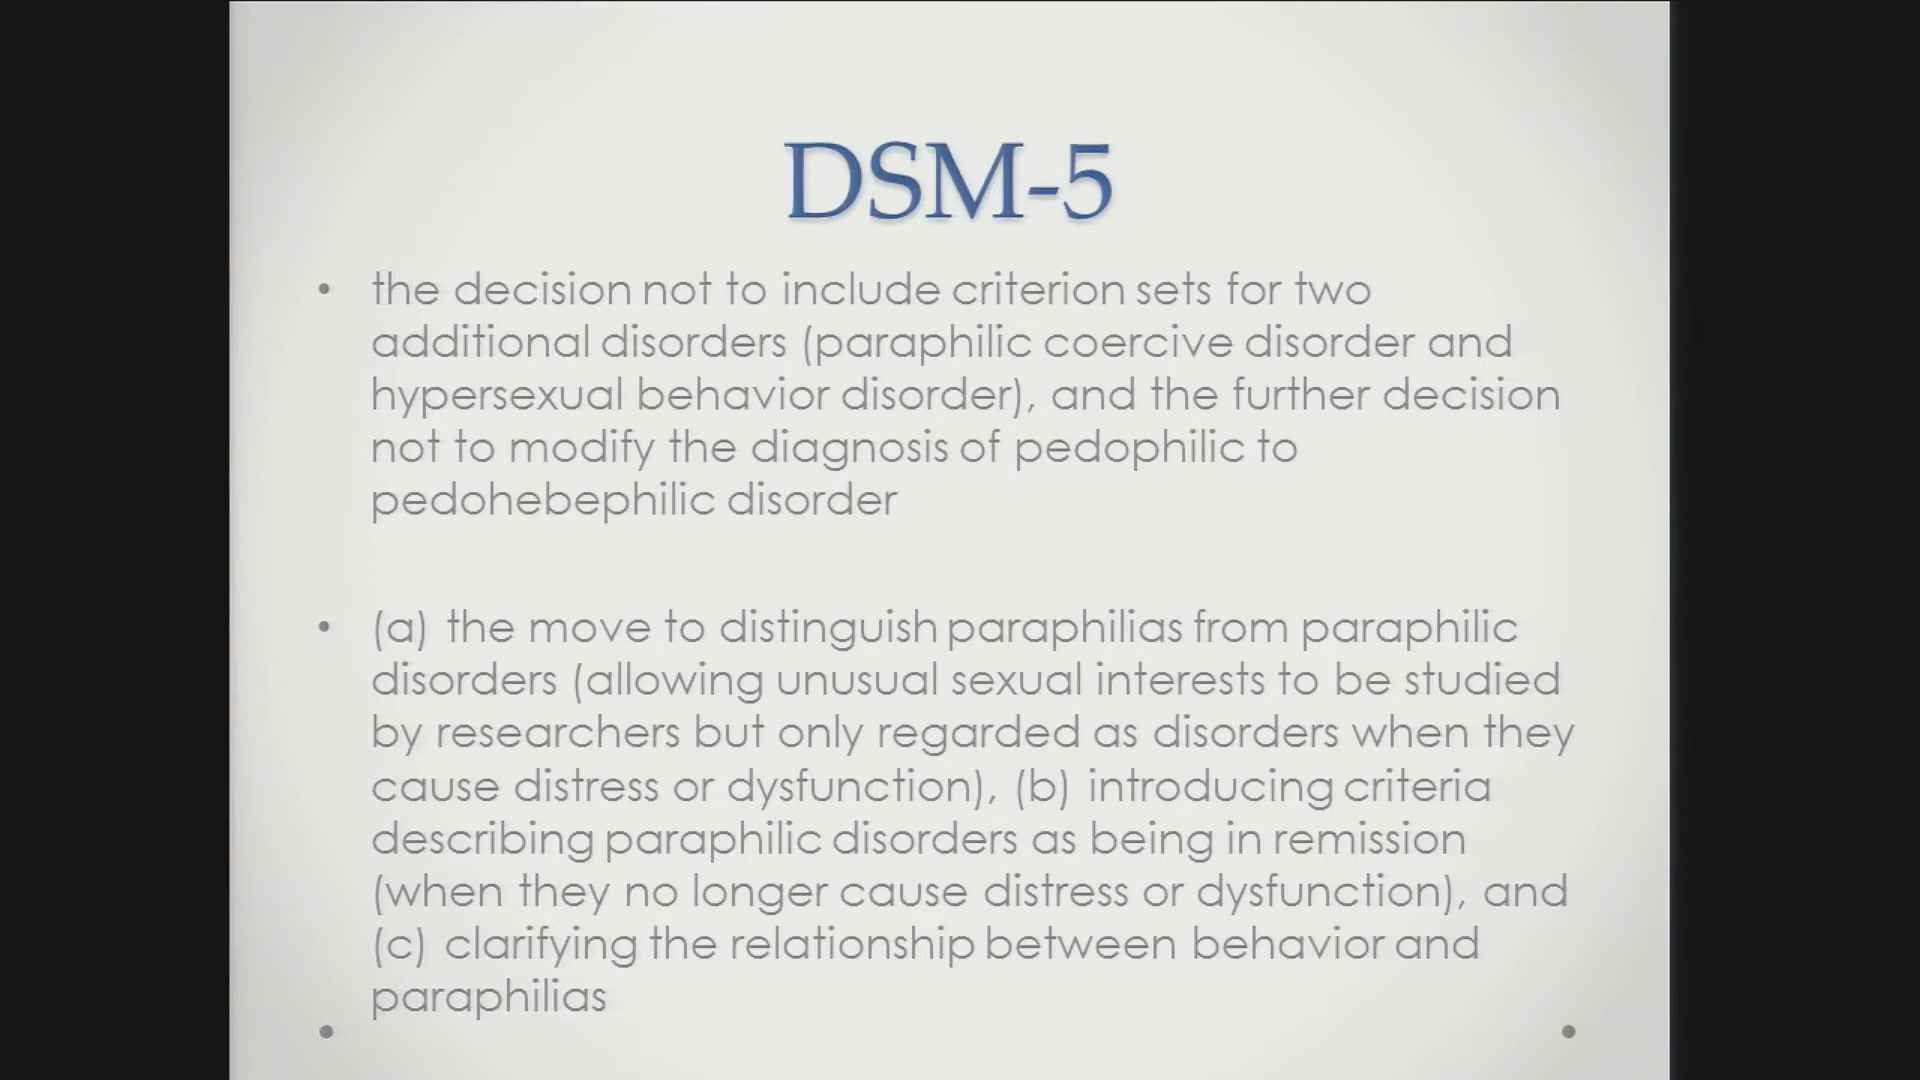 DSM-5
• the decision not to include criterion sets for two
additional disorders (paraphilic coercive disorder and
hypersexual behavior disorder), and the further decision
not to modify the diagnosis of pedophilic to
pedohebephilic disorder
• (a) the move to distinguish paraphilias from paraphilic
disorders (allowing unusual sexual interests to be studied
by researchers but only regarded as disorders when they
cause distress or dysfunction), (b) introducing criteria
describing paraphilic disorders as being in remission
(when they no longer cause distress or dysfunction), and
(c) clarifying the relationship between behavior and
paraphilias